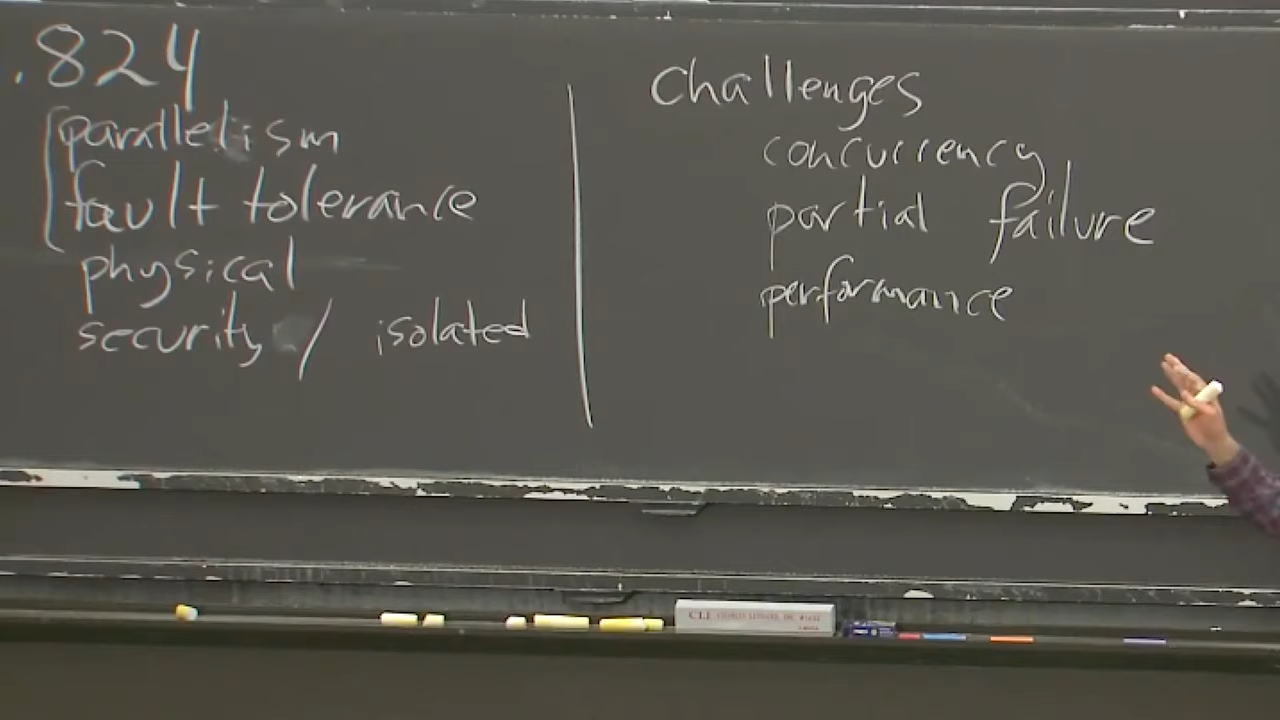 .824
parallelism
fault tolerance
physical
security / isolated
Challenges
concurrency
partial failure
performance